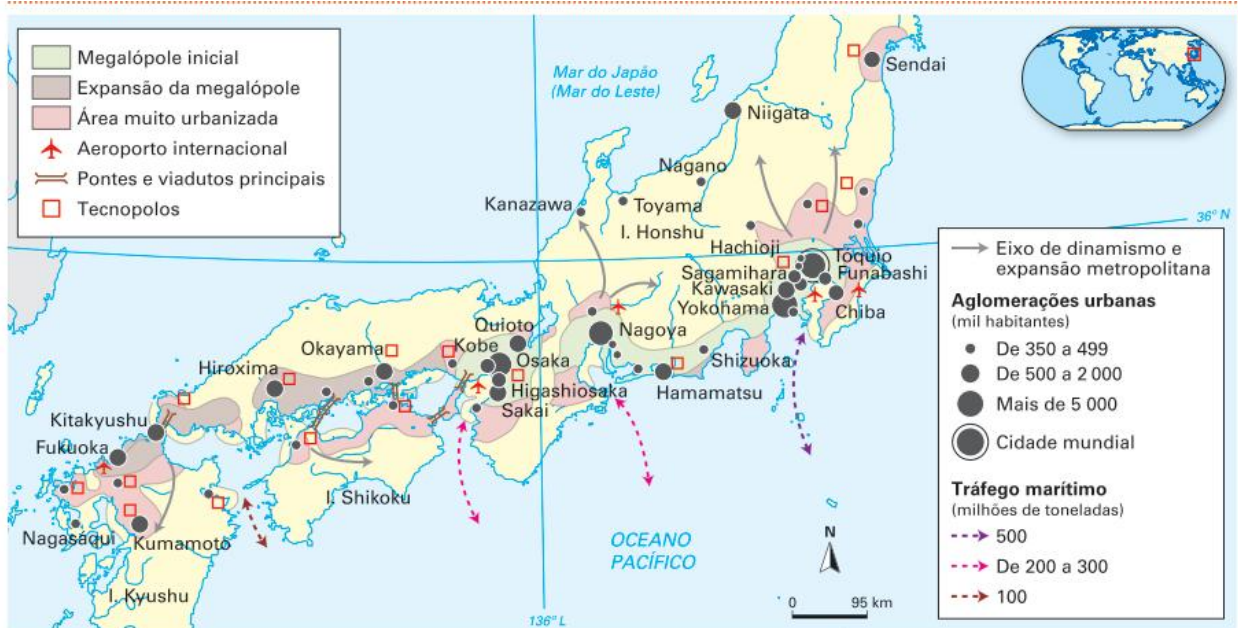 Megalópole inicial
Expansão da megalópole
Área muito urbanizada
Aeroporto internacional
Pontes e viadutos principais
Tecnopolos
Mar do Japão
(Mar do Leste)
Sendai
Niigata
Nagano
Kanazawa
Toyama
I. Honshu
36° N
Hachioji
Tóquio
Sagamihara
Funabashi
Kawasaki
Yokohama
Chiba
Quioto
Kobe
Nagoya
Okayama
Osaka
Shizuoka
Hiroxima
Higashiosaka
Hamamatsu
Sakai
Kitakyushu
Fukuoka
I. Shikoku
Nagasáqui
Kumamoto
I. Kyushu
OCEANO
PACÍFICO
N
0 95 km
136° L
Eixo de dinamismo e
expansão metropolitana
Aglomerações urbanas
(mil habitantes)
De 350 a 499
De 500 a 2 000
Mais de 5 000
Cidade mundial
Tráfego marítimo
(milhões de toneladas)
500
De 200 a 300
100